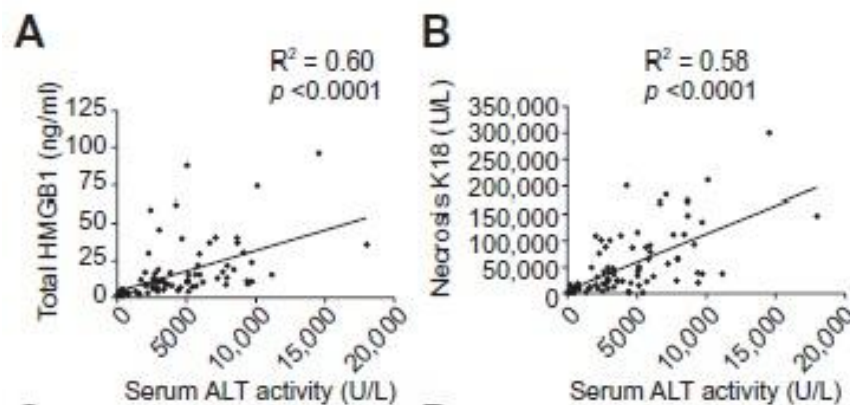 A
R² = 0.60
p <0.0001
Total HMGB1 (ng/ml)
125
100
75
50
25
0
0
5000
10,000
15,000
20,000
Serum ALT activity (U/L)
B
R² = 0.58
p <0.0001
Necrosis K18 (U/L)
350,000
300,000
250,000
200,000
150,000
100,000
50,000
0
0
5000
10,000
15,000
20,000
Serum ALT activity (U/L)